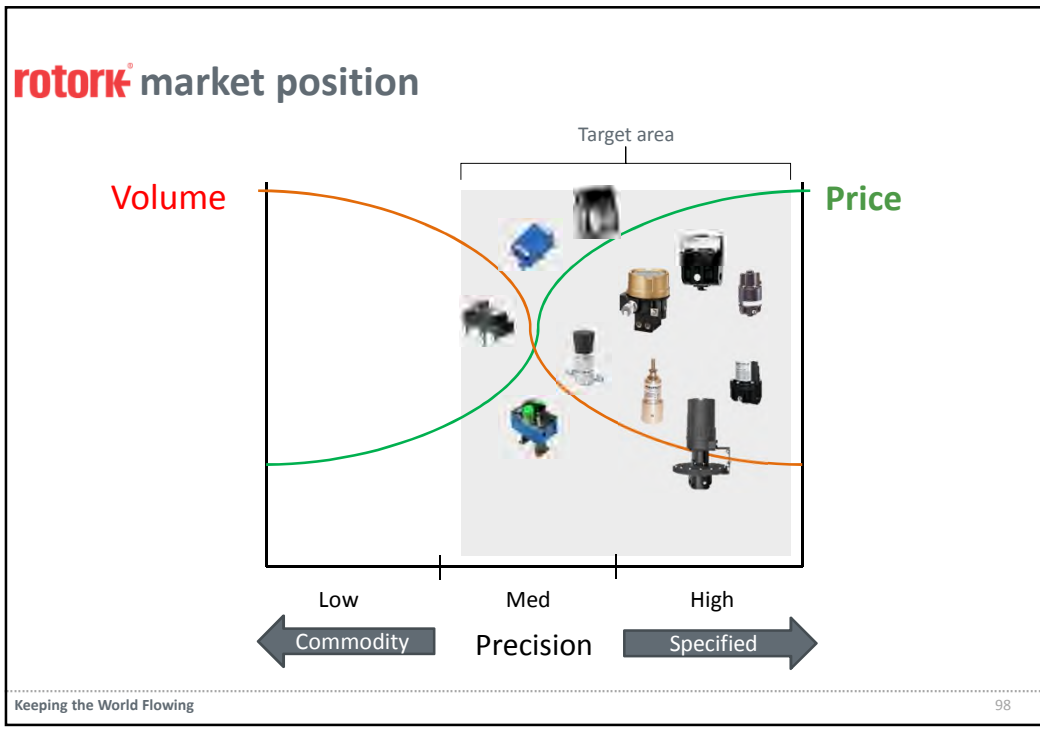 rotork® market position
Target area
Volume
Price
Low
Med
High
Commodity
Precision
Specified
Keeping the World Flowing
98